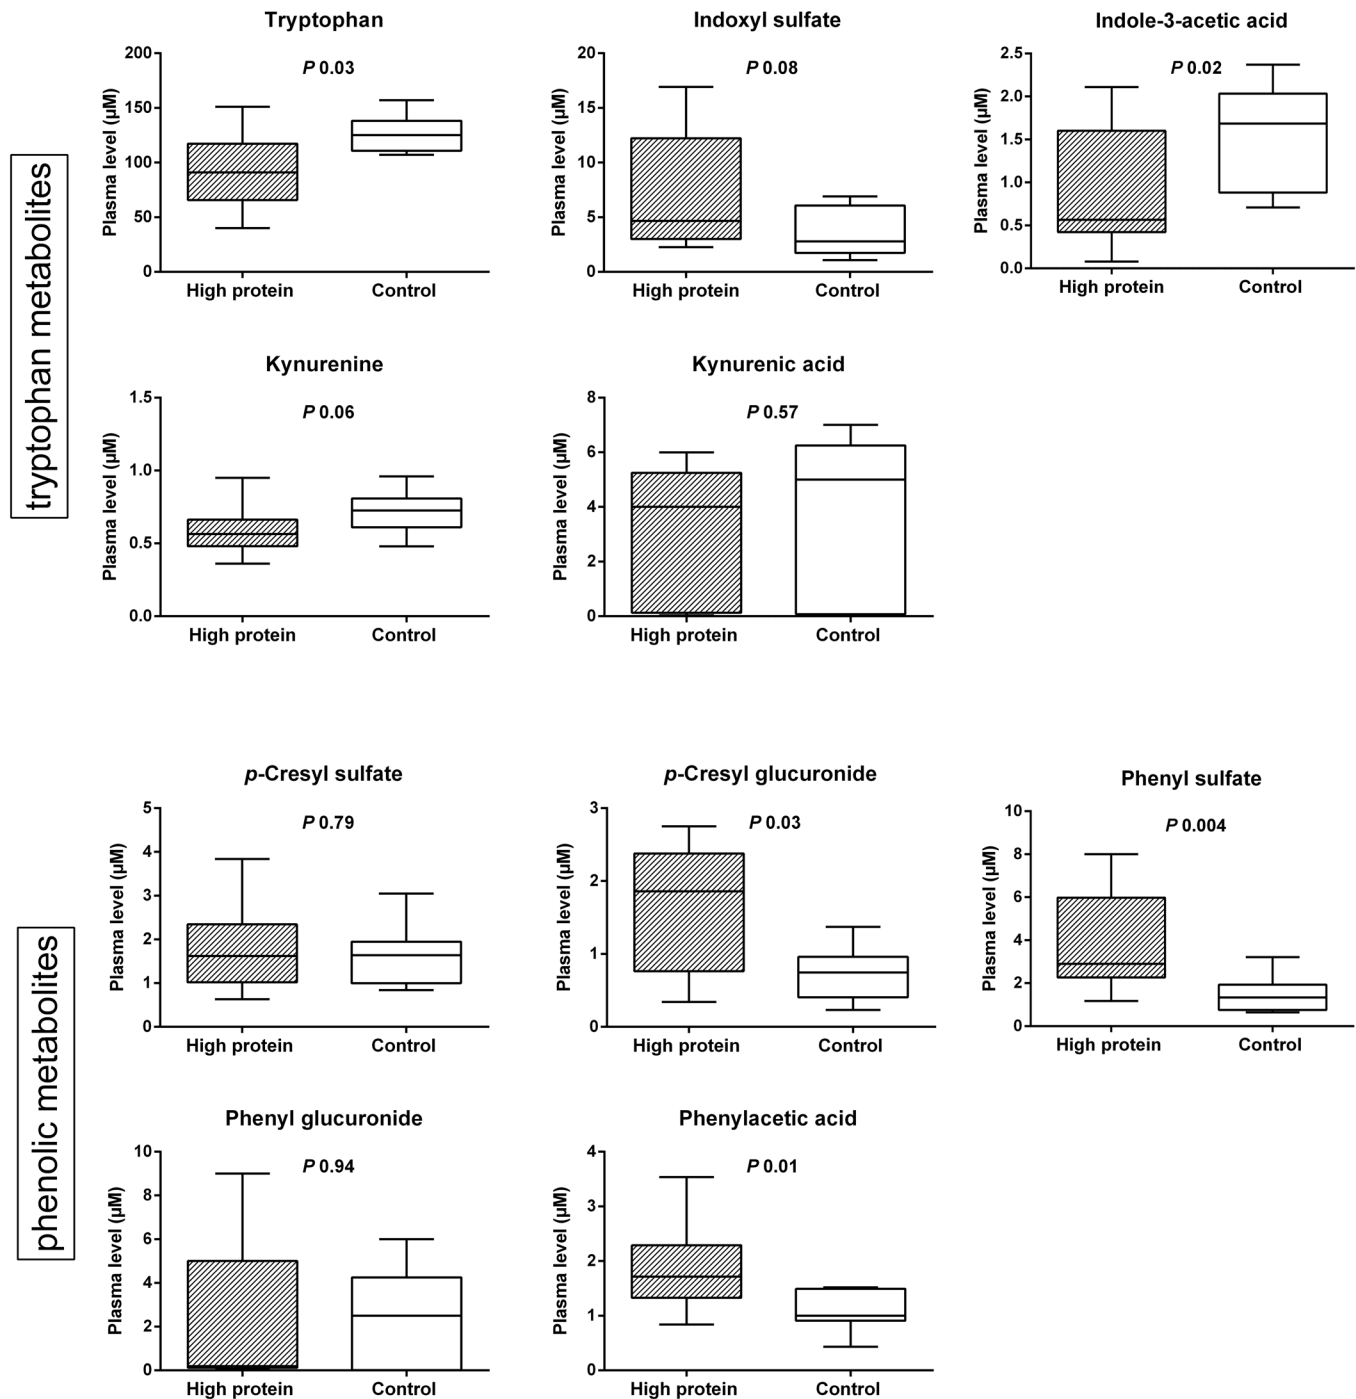 tryptophan metabolites
Tryptophan
P 0.03
Plasma level (µM)
200
150
100
50
0
High protein
Control
Indoxyl sulfate
P 0.08
Plasma level (µM)
20
15
10
5
0
High protein
Control
Indole-3-acetic acid
P 0.02
Plasma level (µM)
2.5
2.0
1.5
1.0
0.5
0.0
High protein
Control
Kynurenine
P 0.06
Plasma level (µM)
1.5
1.0
0.5
0.0
High protein
Control
Kynurenic acid
P 0.57
Plasma level (µM)
8
6
4
2
0
High protein
Control
phenolic metabolites
p-Cresyl sulfate
P 0.79
Plasma level (µM)
5
4
3
2
1
0
High protein
Control
p-Cresyl glucuronide
P 0.03
Plasma level (µM)
3
2
1
0
High protein
Control
Phenyl sulfate
P 0.004
Plasma level (µM)
10
8
6
4
2
0
High protein
Control
Phenyl glucuronide
P 0.94
Plasma level (µM)
10
8
6
4
2
0
High protein
Control
Phenylacetic acid
P 0.01
Plasma level (µM)
4
3
2
1
0
High protein
Control